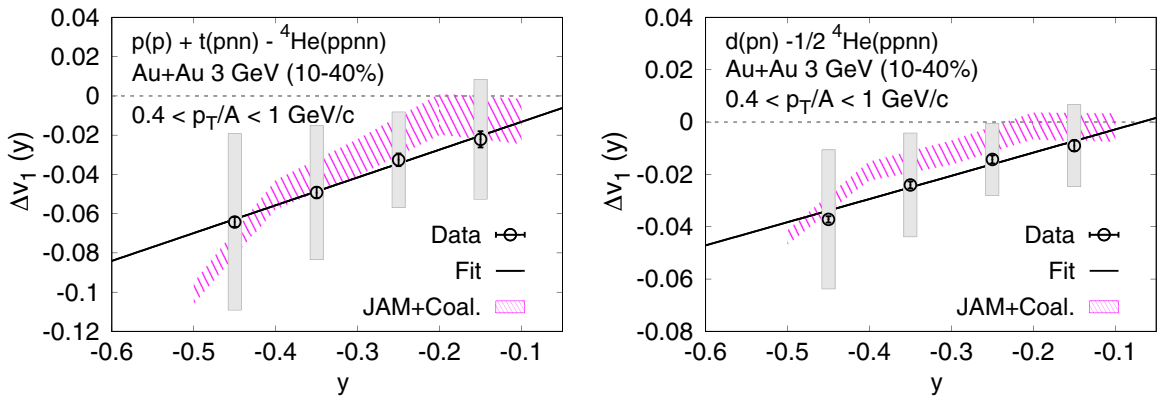 p(p) + t(pnn) - ⁴He(ppnn)
Au+Au 3 GeV (10-40%)
0.4 < p_T/A < 1 GeV/c
Δv₁ (y)
0.04
0.02
0
-0.02
-0.04
-0.06
-0.08
-0.1
-0.12
Data
Fit
JAM+Coal.
-0.6 -0.5 -0.4 -0.3 -0.2 -0.1
y
d(pn) -1/2 ⁴He(ppnn)
Au+Au 3 GeV (10-40%)
0.4 < p_T/A < 1 GeV/c
Δv₁ (y)
0.04
0.02
0
-0.02
-0.04
-0.06
-0.08
Data
Fit
JAM+Coal.
-0.6 -0.5 -0.4 -0.3 -0.2 -0.1
y